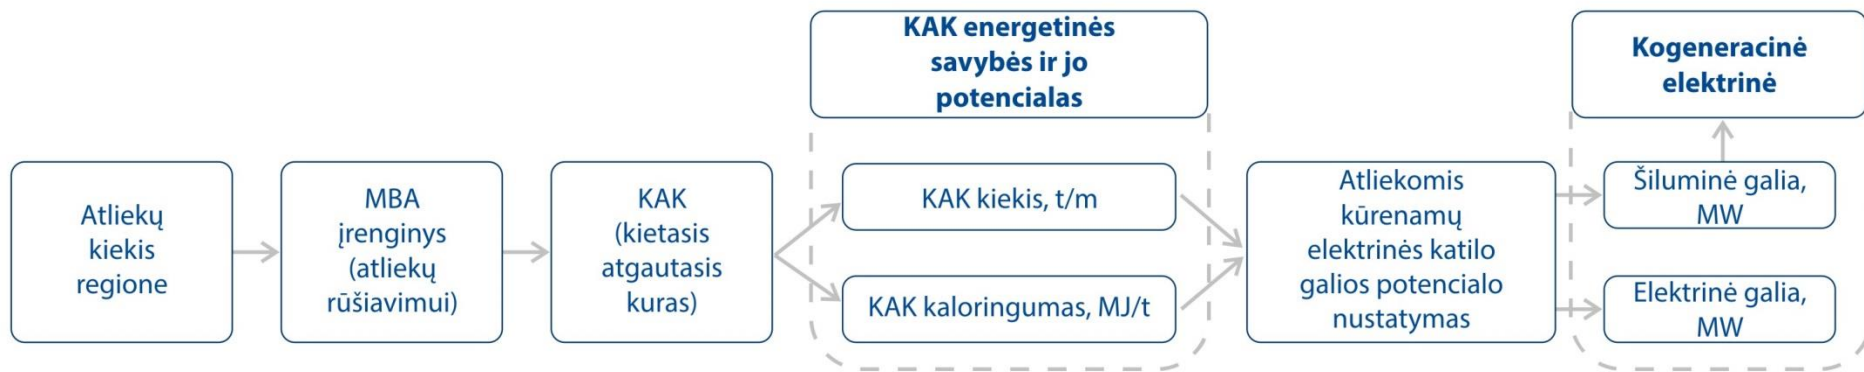 Atliekų
kiekis
regione
MBA
įrenginys
(atliekų
rūšiavimui)
KAK
(kietasis
atgautasis
kuras)
KAK energetinės
savybės ir jo
potencialas
KAK kiekis, t/m
KAK kaloringumas, MJ/t
Atliekomis
kūrenamų
elektrinės katilo
galios potencialo
nustatymas
Kogeneracinė
elektrinė
Šiluminė galia,
MW
Elektrinė galia,
MW